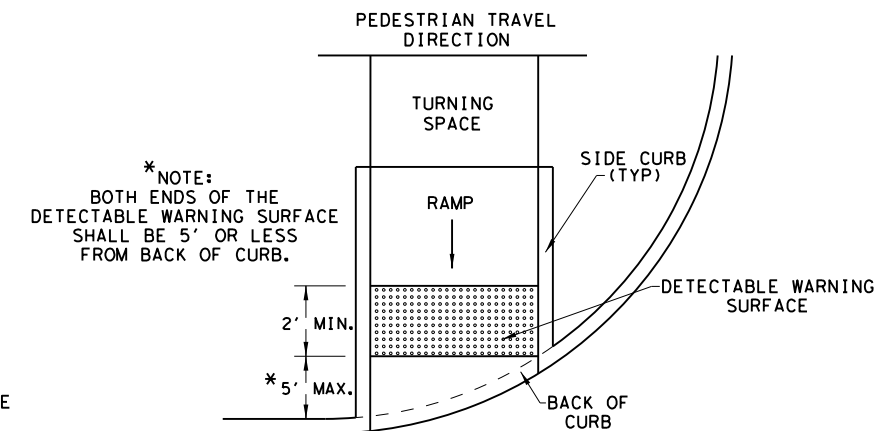 PEDESTRIAN TRAVEL
DIRECTION
TURNING
SPACE
SIDE CURB
(TYP)
*NOTE:
BOTH ENDS OF THE
DETECTABLE WARNING SURFACE
SHALL BE 5' OR LESS
FROM BACK OF CURB.
RAMP
DETECTABLE WARNING
SURFACE
2' MIN.
*5' MAX.
E
BACK OF
CURB